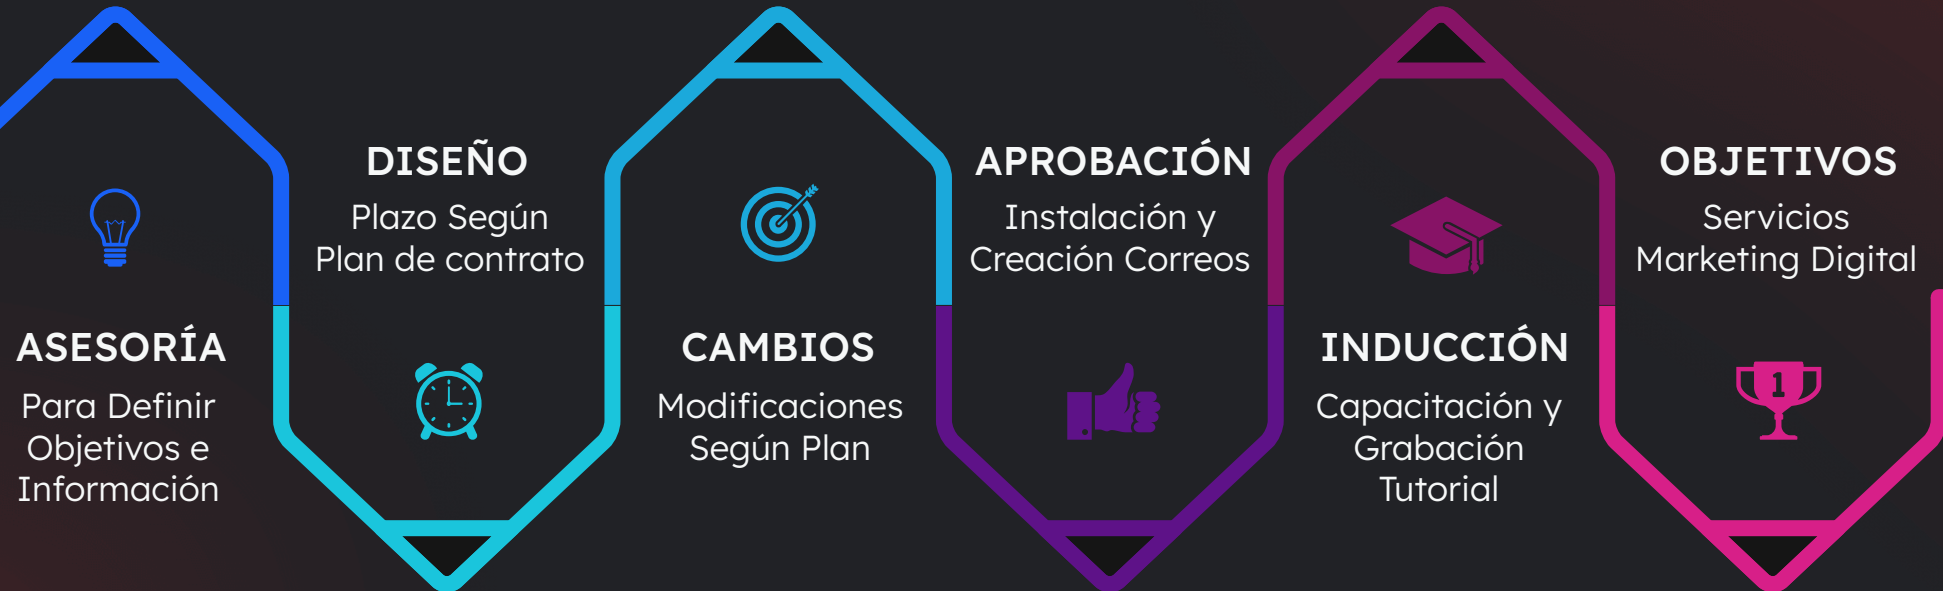 ASESORÍA
Para Definir
Objetivos e
Información
DISEÑO
Plazo Según
Plan de contrato
CAMBIOS
Modificaciones
Según Plan
APROBACIÓN
Instalación y
Creación Correos
INDUCCIÓN
Capacitación y
Grabación
Tutorial
OBJETIVOS
Servicios
Marketing Digital
1